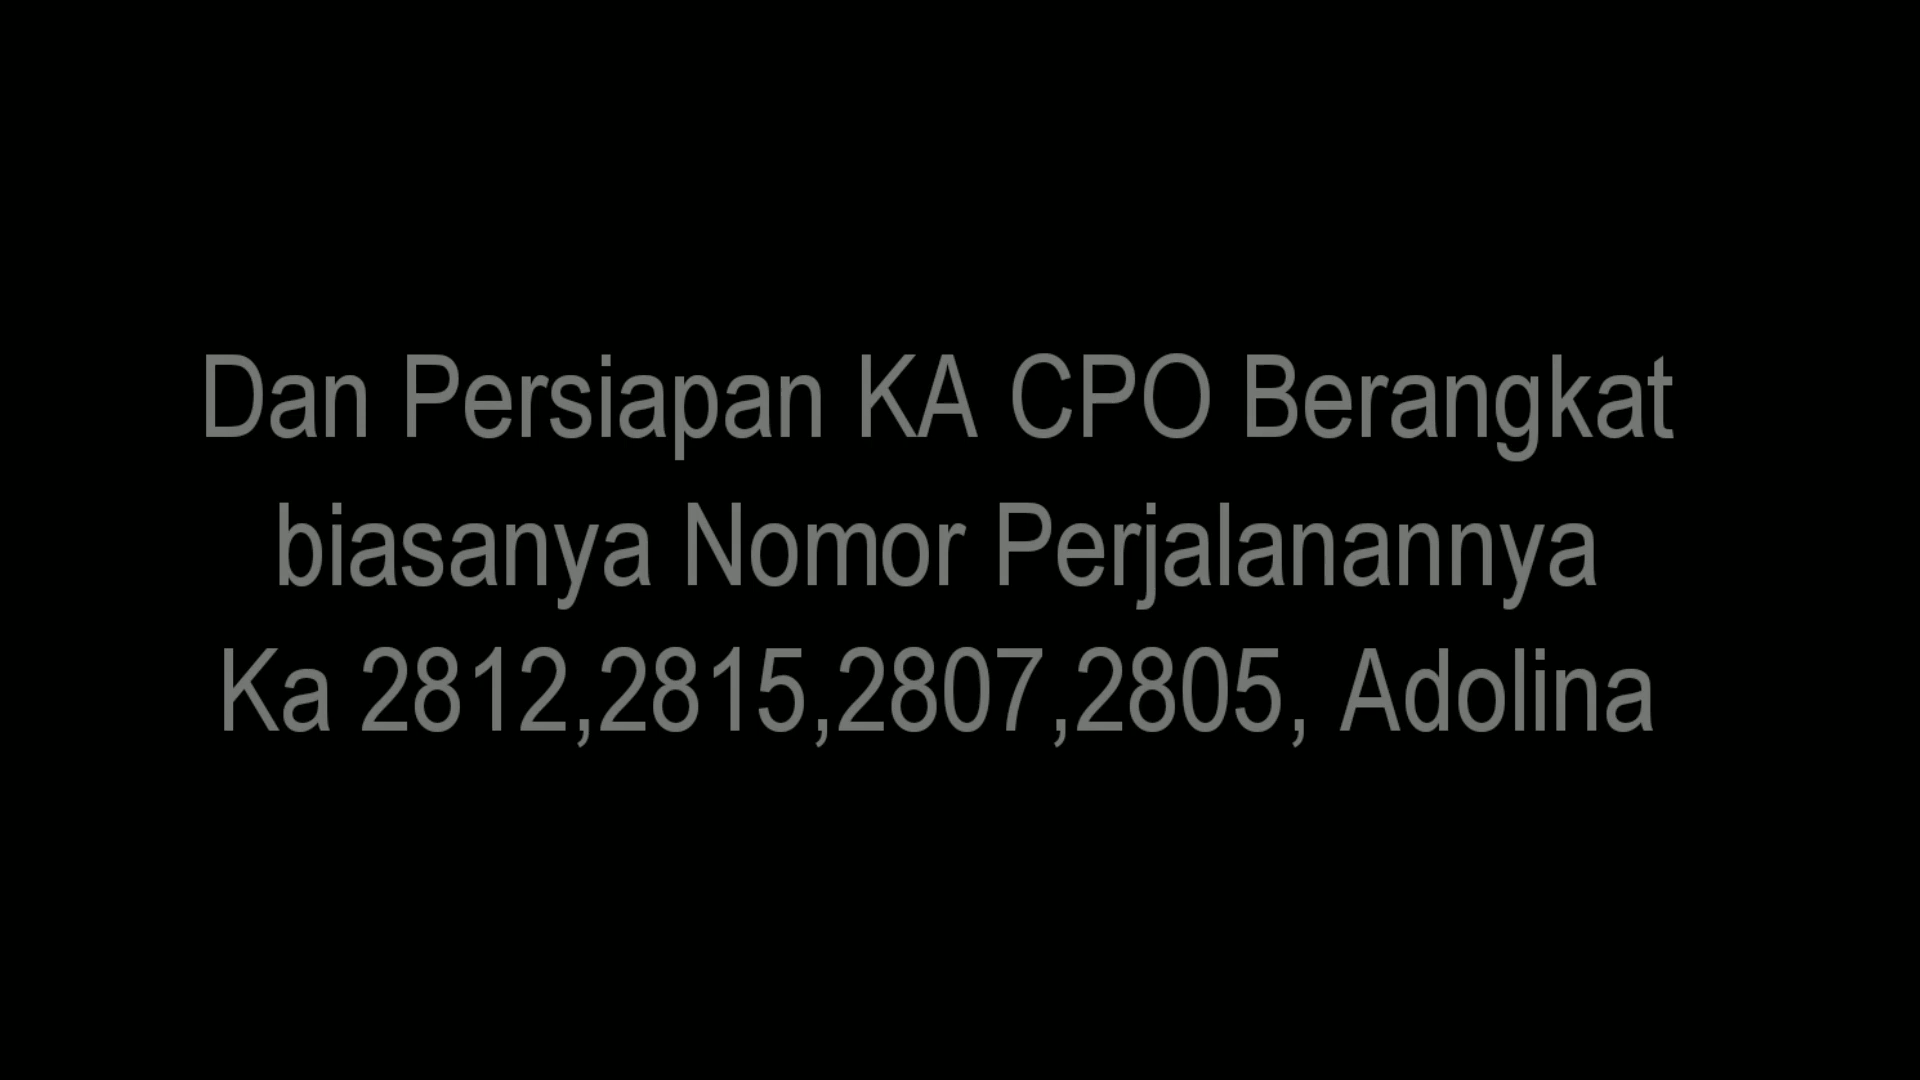 Dan Persiapan KA CPO Berangkat
biasanya Nomor Perjalanannya
Ka 2812,2815,2807,2805, Adolina